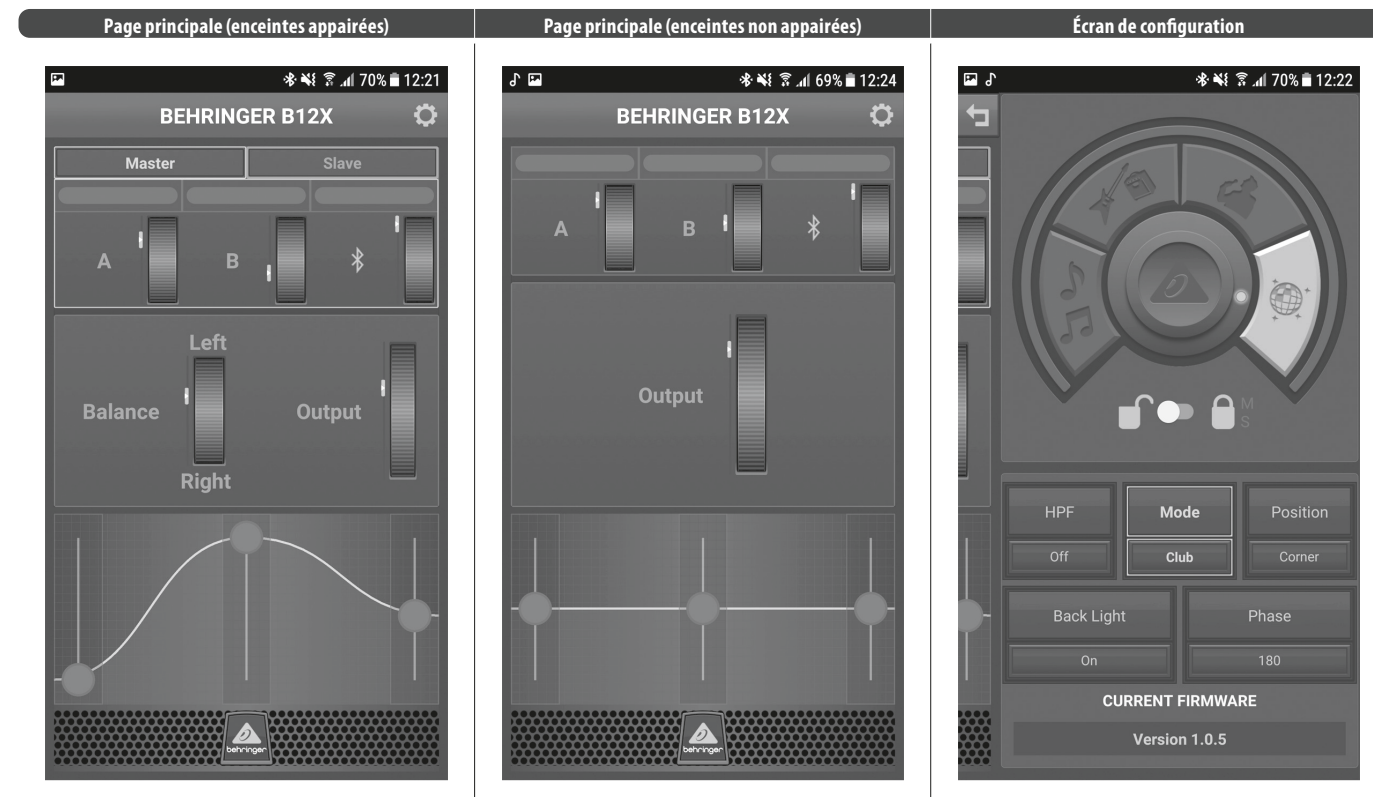 Page principale (enceintes appairées)
Page principale (enceintes non appairées)
Écran de configuration
70% 12:21
BEHRINGER B12X
Master
Slave
A
B
Left
Balance
Output
Right
behringer
69% 12:24
BEHRINGER B12X
A
B
Output
behringer
70% 12:22
M
S
HPF
Mode
Position
Off
Club
Corner
Back Light
Phase
On
180
CURRENT FIRMWARE
Version 1.0.5